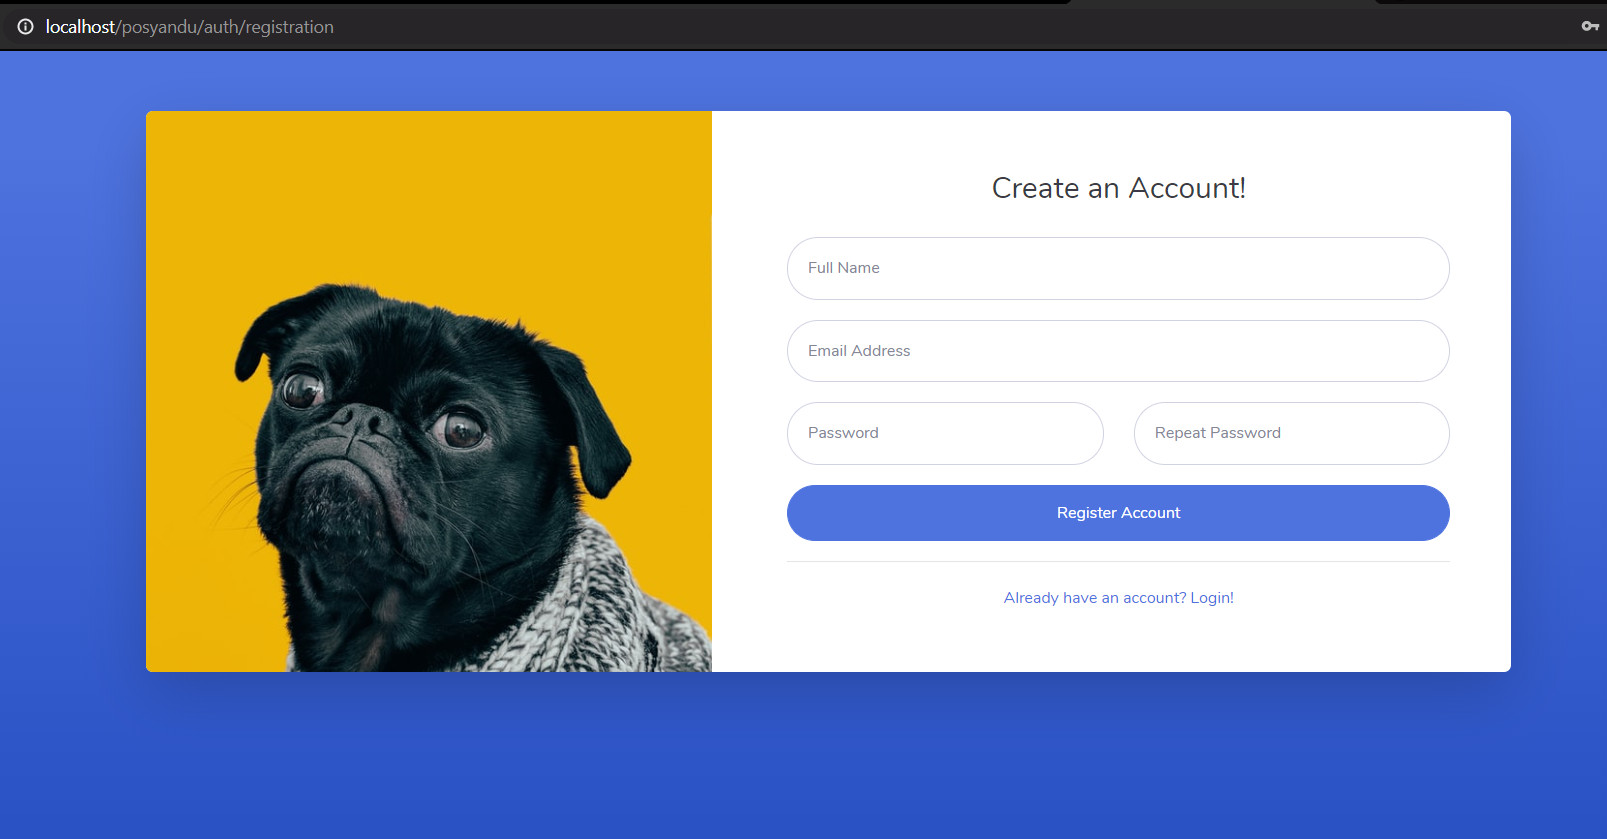 localhost/posyandu/auth/registration
Create an Account!
Full Name
Email Address
Password
Repeat Password
Register Account
Already have an account? Login!